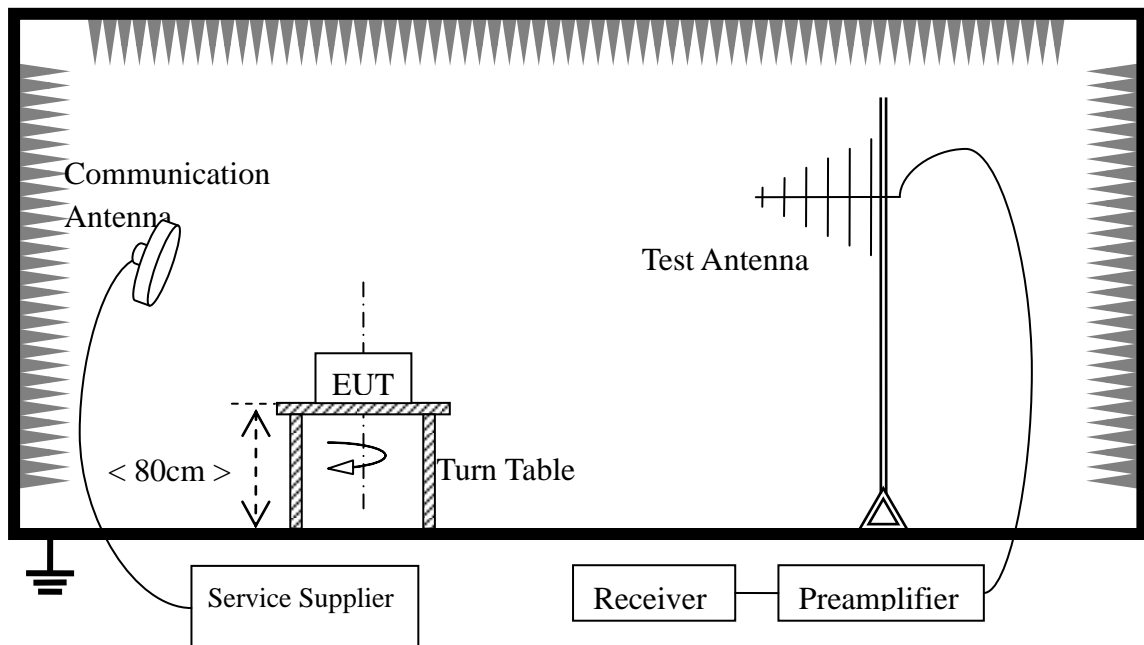 Communication
Antenna
Test Antenna
EUT
< 80cm >
Turn Table
Service Supplier
Receiver
Preamplifier